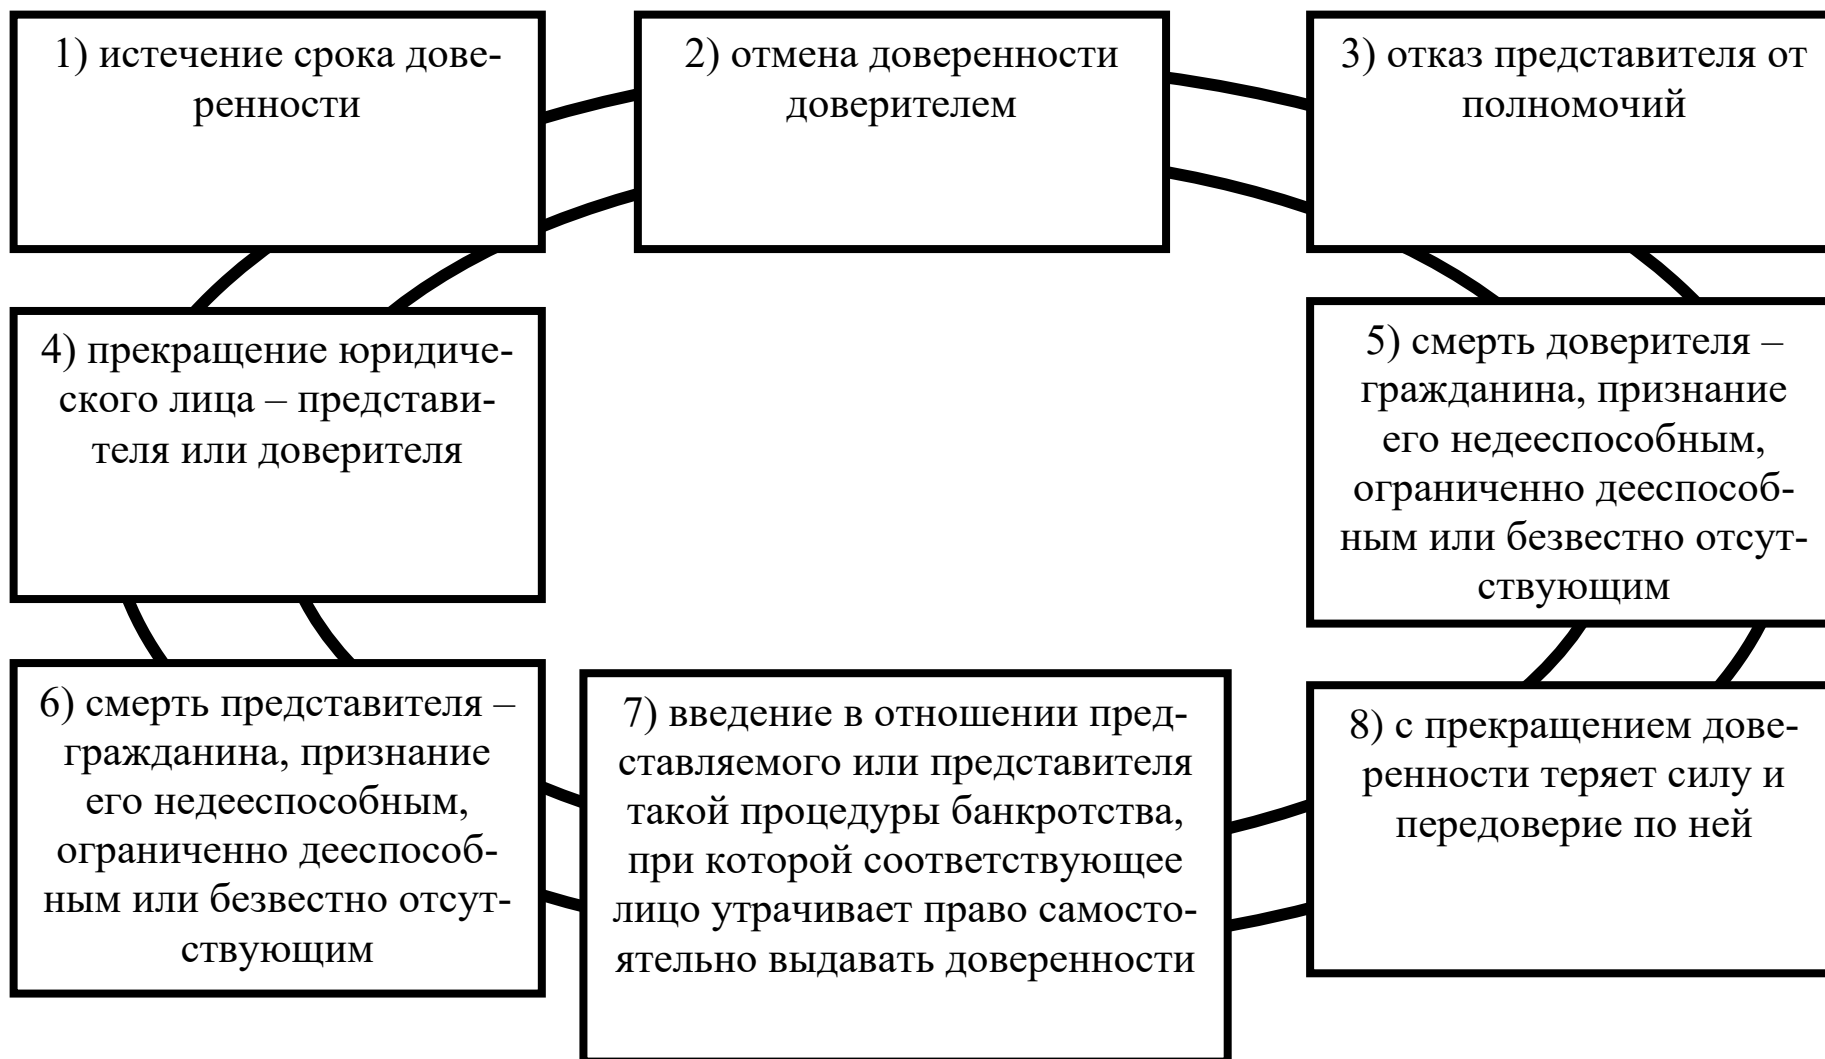 1) истечение срока дове-
ренности
2) отмена доверенности
доверителем
3) отказ представителя от
полномочий
4) прекращение юридиче-
ского лица – представи-
теля или доверителя
5) смерть доверителя –
гражданина, признание
его недееспособным,
ограниченно дееспособ-
ным или безвестно отсут-
ствующим
6) смерть представителя –
гражданина, признание
его недееспособным,
ограниченно дееспособ-
ным или безвестно отсут-
ствующим
7) введение в отношении пред-
ставляемого или представителя
такой процедуры банкротства,
при которой соответствующее
лицо утрачивает право самосто-
ятельно выдавать доверенности
8) с прекращением дове-
ренности теряет силу и
передоверие по ней